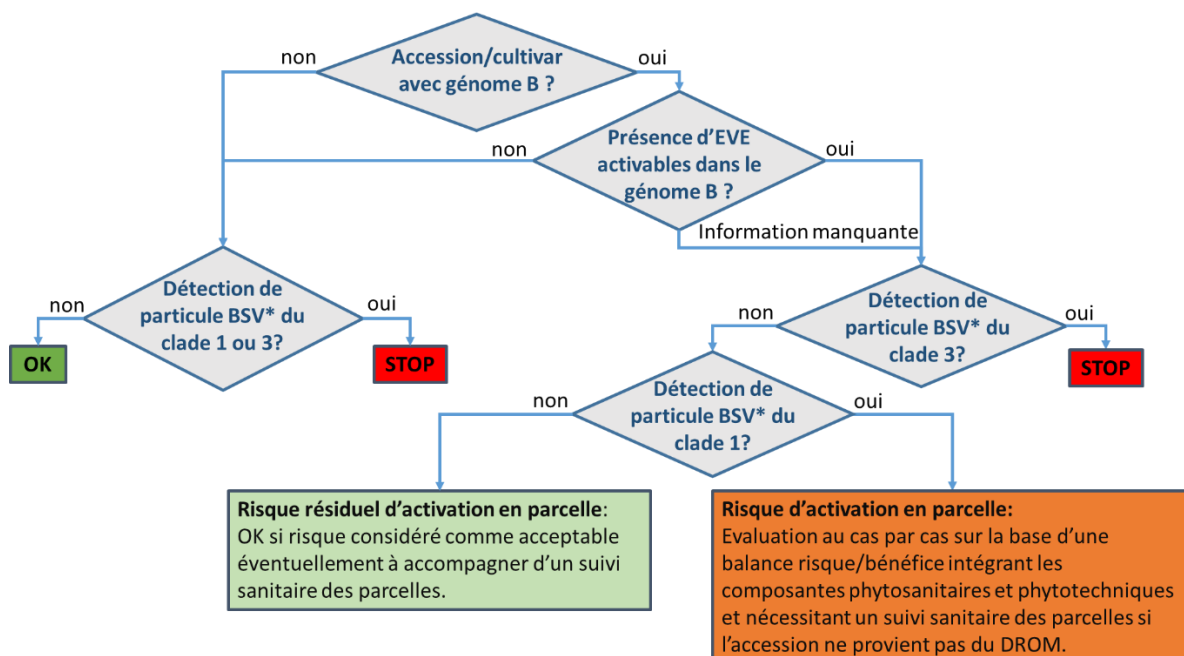 non
Accession/cultivar
avec génome B ?
oui
non
Présence d’EVE
activables dans le
génome B ?
oui
Information manquante
non
Détection de
particule BSV* du
clade 1 ou 3?
oui
OK
STOP
non
Détection de
particule BSV* du
clade 3?
oui
STOP
non
Détection de
particule BSV* du
clade 1?
oui
Risque résiduel d’activation en parcelle:
OK si risque considéré comme acceptable
éventuellement à accompagner d’un suivi
sanitaire des parcelles.
Risque d’activation en parcelle:
Evaluation au cas par cas sur la base d’une
balance risque/bénéfice intégrant les
composantes phytosanitaires et phytotechniques
et nécessitant un suivi sanitaire des parcelles si
l’accession ne provient pas du DROM.